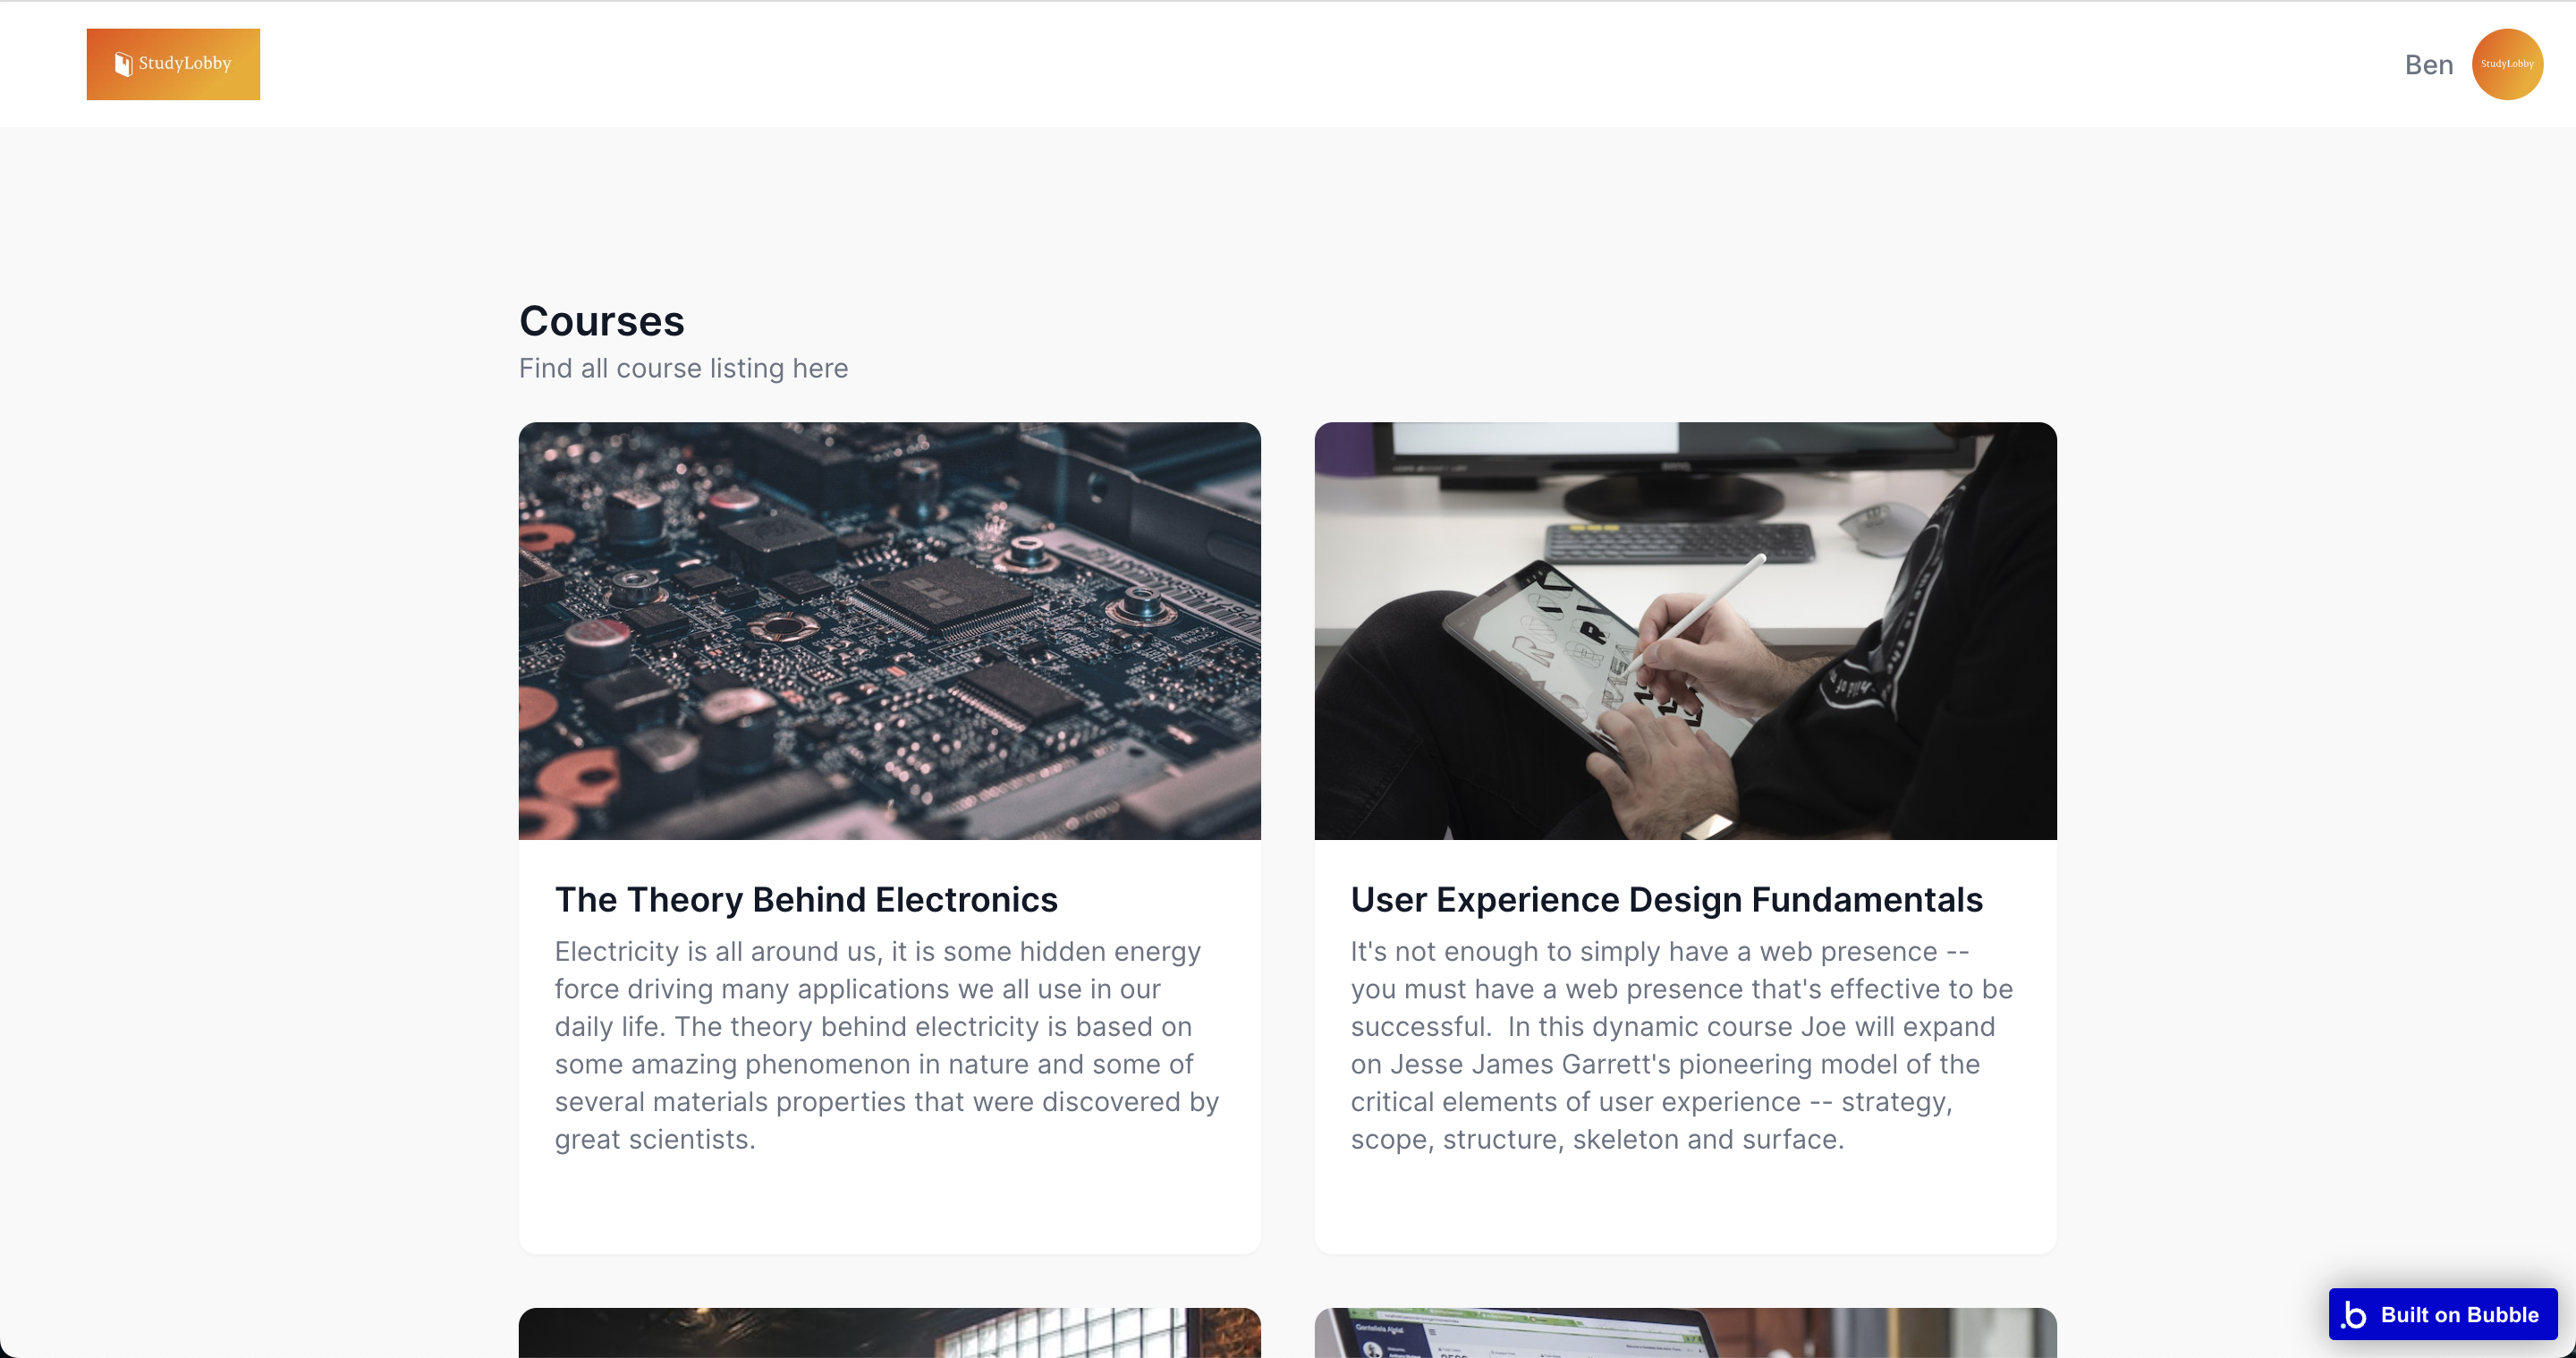 StudyLobby
Ben
StudyLobby
Courses
Find all course listing here
The Theory Behind Electronics
Electricity is all around us, it is some hidden energy
force driving many applications we all use in our
daily life. The theory behind electricity is based on
some amazing phenomenon in nature and some of
several materials properties that were discovered by
great scientists.
User Experience Design Fundamentals
It's not enough to simply have a web presence --
you must have a web presence that's effective to be
successful.  In this dynamic course Joe will expand
on Jesse James Garrett's pioneering model of the
critical elements of user experience -- strategy,
scope, structure, skeleton and surface.
Built on Bubble